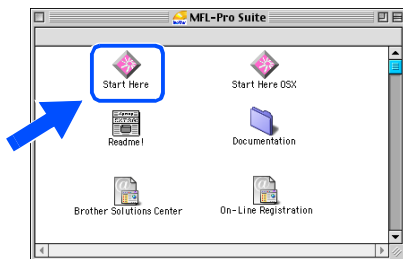 MFL-Pro Suite
Start Here
Start Here OSX
Readme!
Documentation
Brother Solutions Center
On-Line Registration